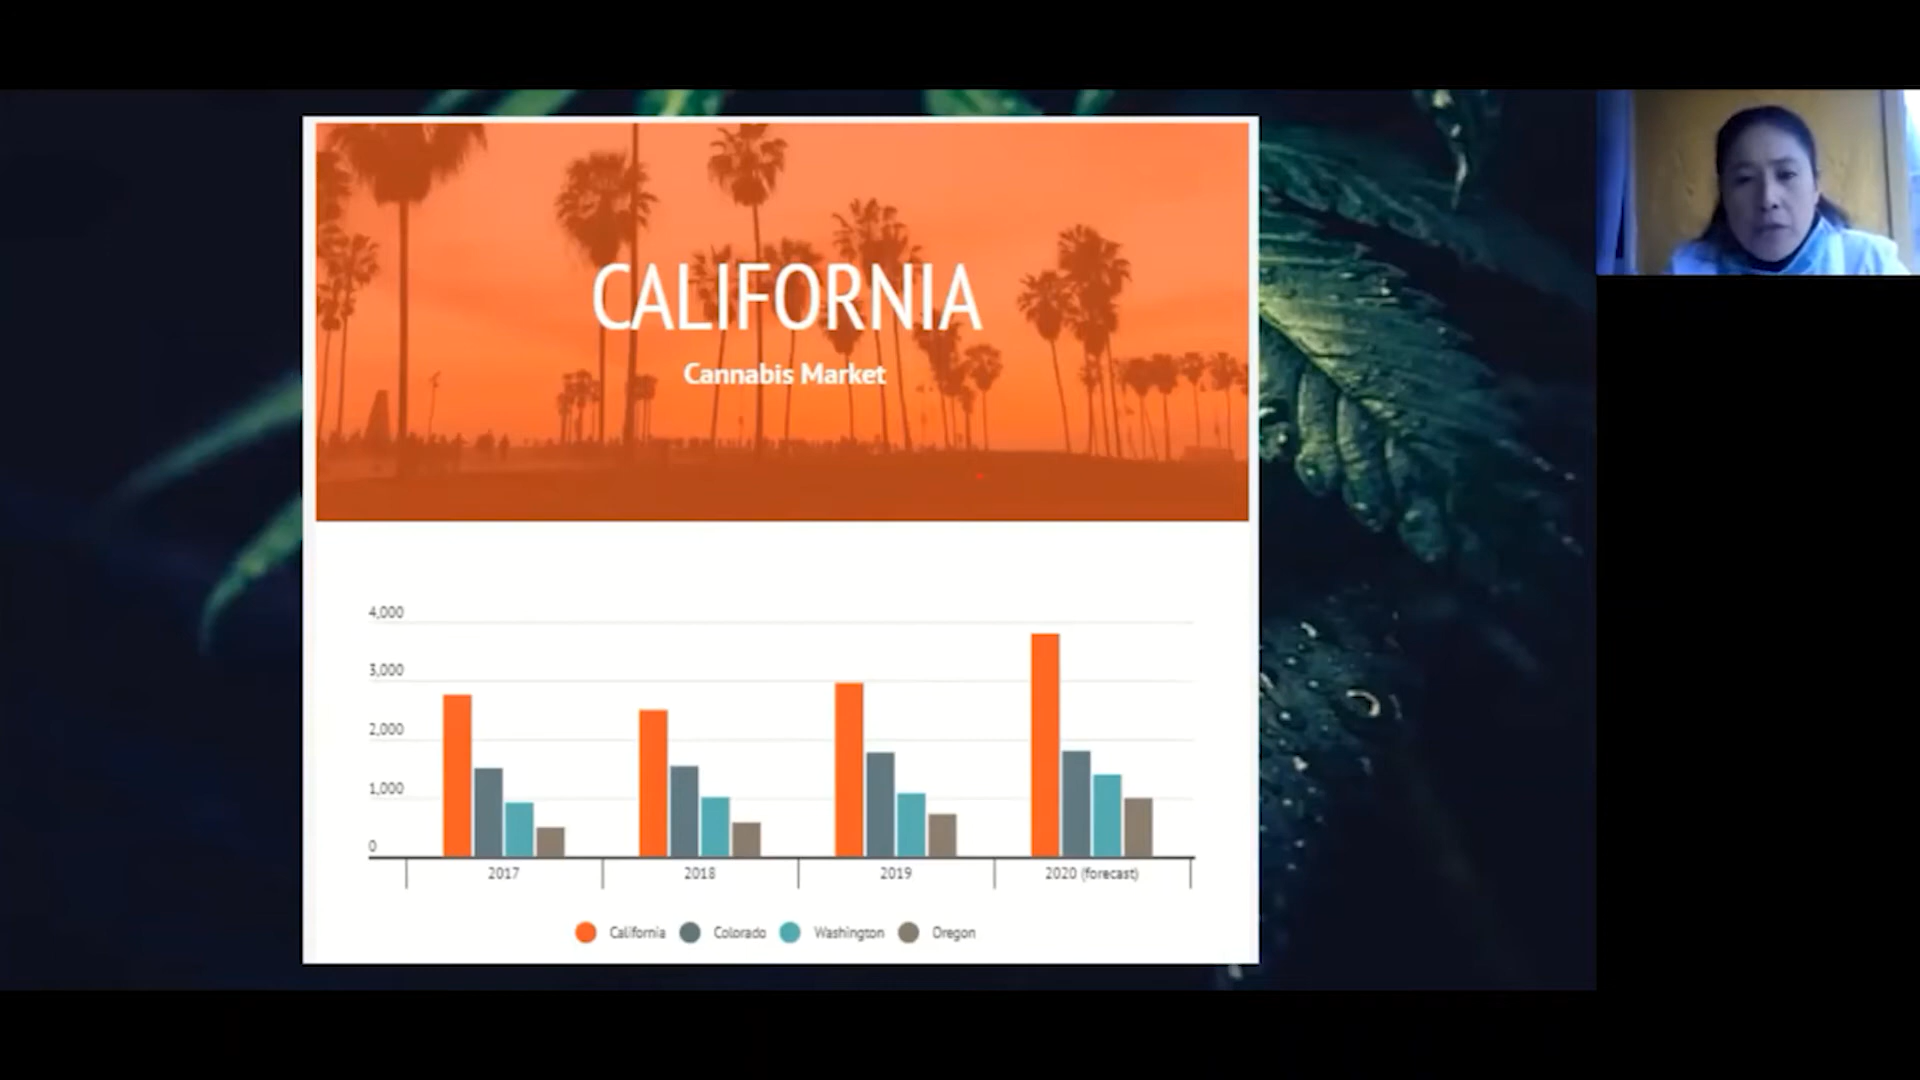 CALIFORNIA
Cannabis Market
4,000
3,000
2,000
1,000
0
2017 2018 2019 2020 (forecast)
California Colorado Washington Oregon